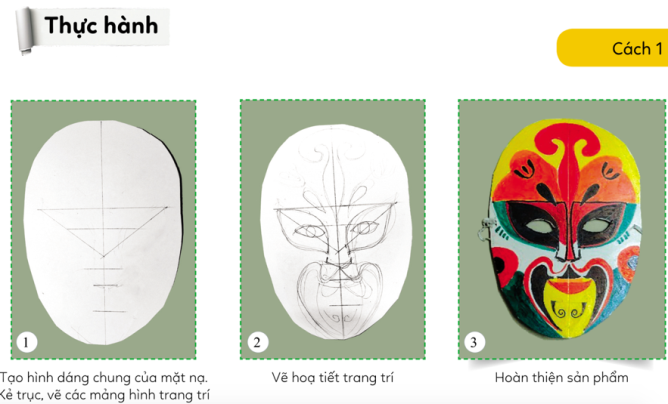 Thực hành
Cách 1
1
2
3
Tạo hình dáng chung của mặt nạ.
Kẻ trục, vẽ các mảng hình trang trí
Vẽ hoạ tiết trang trí
Hoàn thiện sản phẩm